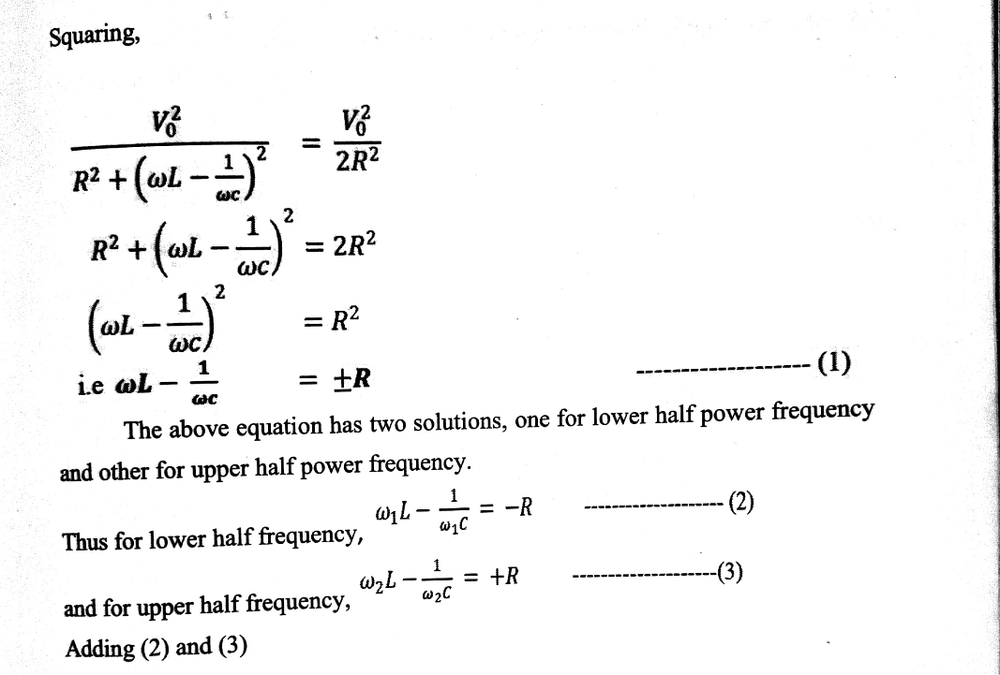 Squaring,
V₀² / (R² + (ωL − 1/ωc)²) = V₀² / 2R²
R² + (ωL − 1/ωC)² = 2R²
(ωL − 1/ωC)² = R²
i.e ωL − 1/ωc = ±R -------------------- (1)
The above equation has two solutions, one for lower half power frequency
and other for upper half power frequency.
Thus for lower half frequency, ω₁L − 1/ω₁C = −R --------------------- (2)
and for upper half frequency, ω₂L − 1/ω₂C = +R ----------------------(3)
Adding (2) and (3)